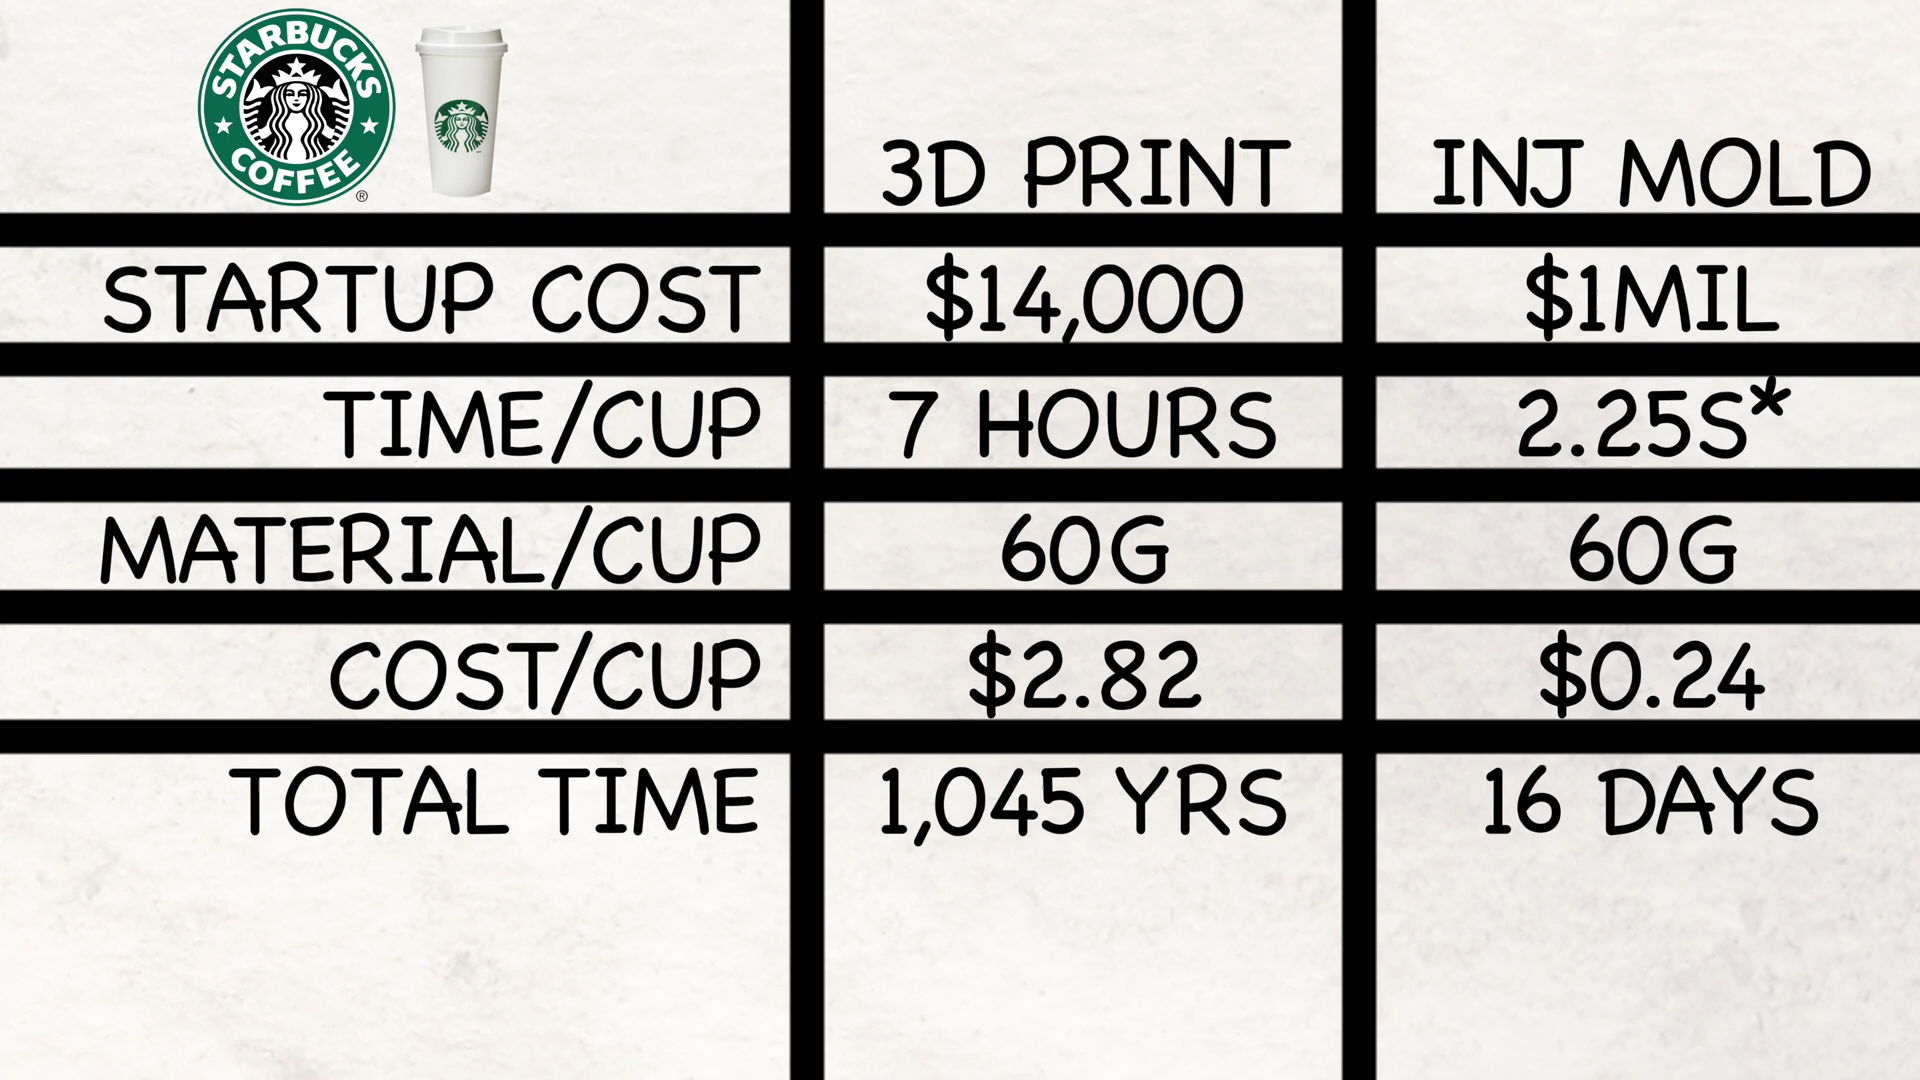 STARBUCKS
COFFEE
®
3D PRINT INJ MOLD
STARTUP COST $14,000 $1MIL
TIME/CUP 7 HOURS 2.25S*
MATERIAL/CUP 60G 60G
COST/CUP $2.82 $0.24
TOTAL TIME 1,045 YRS 16 DAYS